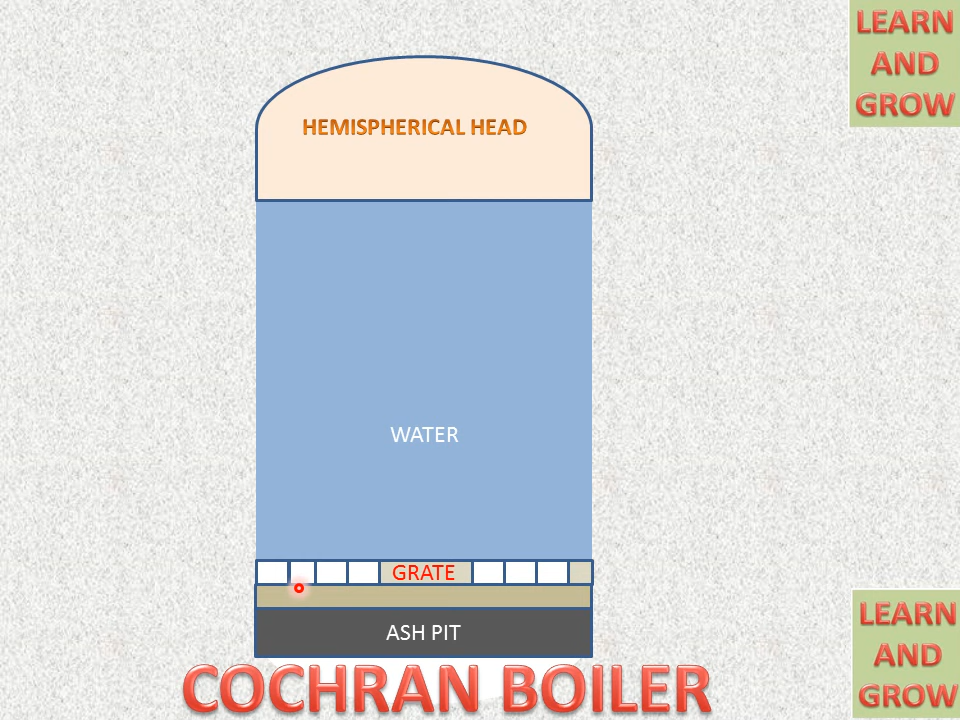 LEARN
AND
GROW
HEMISPHERICAL HEAD
WATER
GRATE
ASH PIT
LEARN
AND
GROW
COCHRAN BOILER